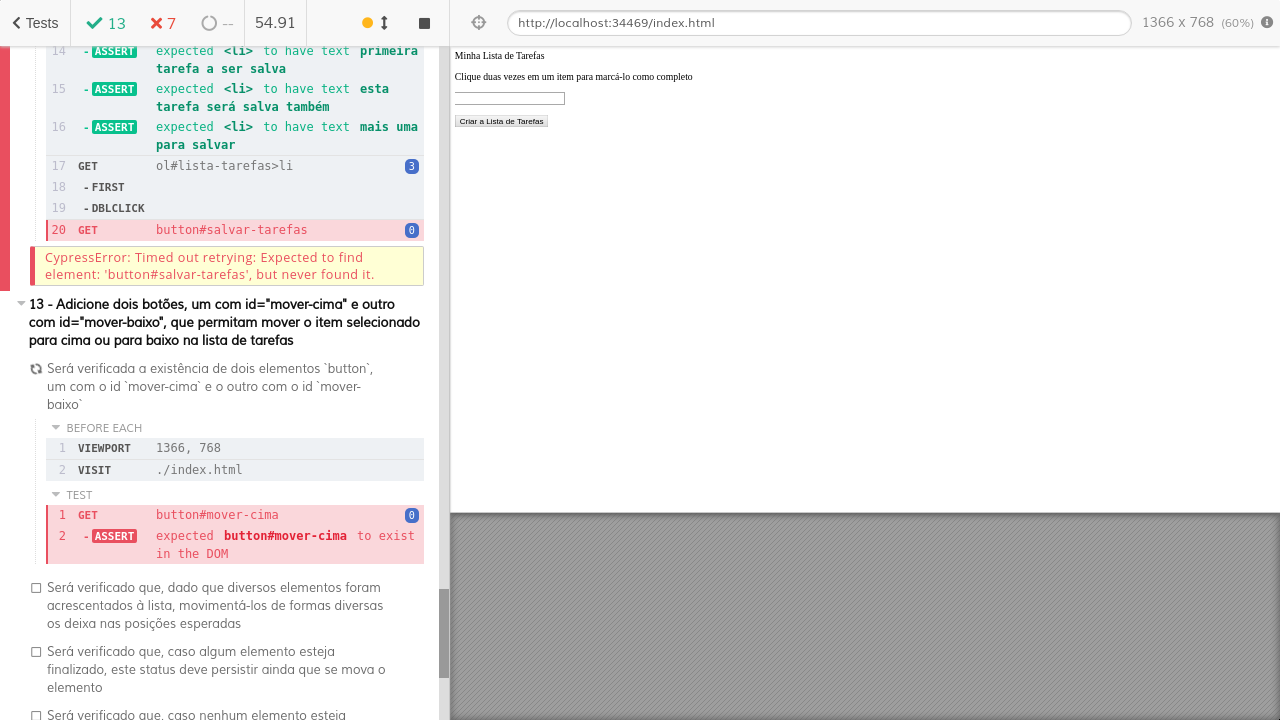 Tests 13 7 -- 54.91 http://localhost:34469/index.html 1366 x 768 (60%)
14 - ASSERT expected <li> to have text primeira
tarefa a ser salva
15 - ASSERT expected <li> to have text esta
tarefa será salva também
16 - ASSERT expected <li> to have text mais uma
para salvar
17 GET ol#lista-tarefas>li 3
18 - FIRST
19 - DBLCLICK
20 GET button#salvar-tarefas 0
CypressError: Timed out retrying: Expected to find
element: 'button#salvar-tarefas', but never found it.
13 - Adicione dois botões, um com id="mover-cima" e outro
com id="mover-baixo", que permitam mover o item selecionado
para cima ou para baixo na lista de tarefas
Será verificada a existência de dois elementos `button`,
um com o id `mover-cima` e o outro com o id `mover-
baixo`
BEFORE EACH
1 VIEWPORT 1366, 768
2 VISIT ./index.html
TEST
1 GET button#mover-cima 0
2 - ASSERT expected button#mover-cima to exist
in the DOM
Será verificado que, dado que diversos elementos foram
acrescentados à lista, movimentá-los de formas diversas
os deixa nas posições esperadas
Será verificado que, caso algum elemento esteja
finalizado, este status deve persistir ainda que se mova o
elemento
Será verificado que, caso nenhum elemento esteja
Minha Lista de Tarefas
Clique duas vezes em um item para marcá-lo como completo
Criar a Lista de Tarefas